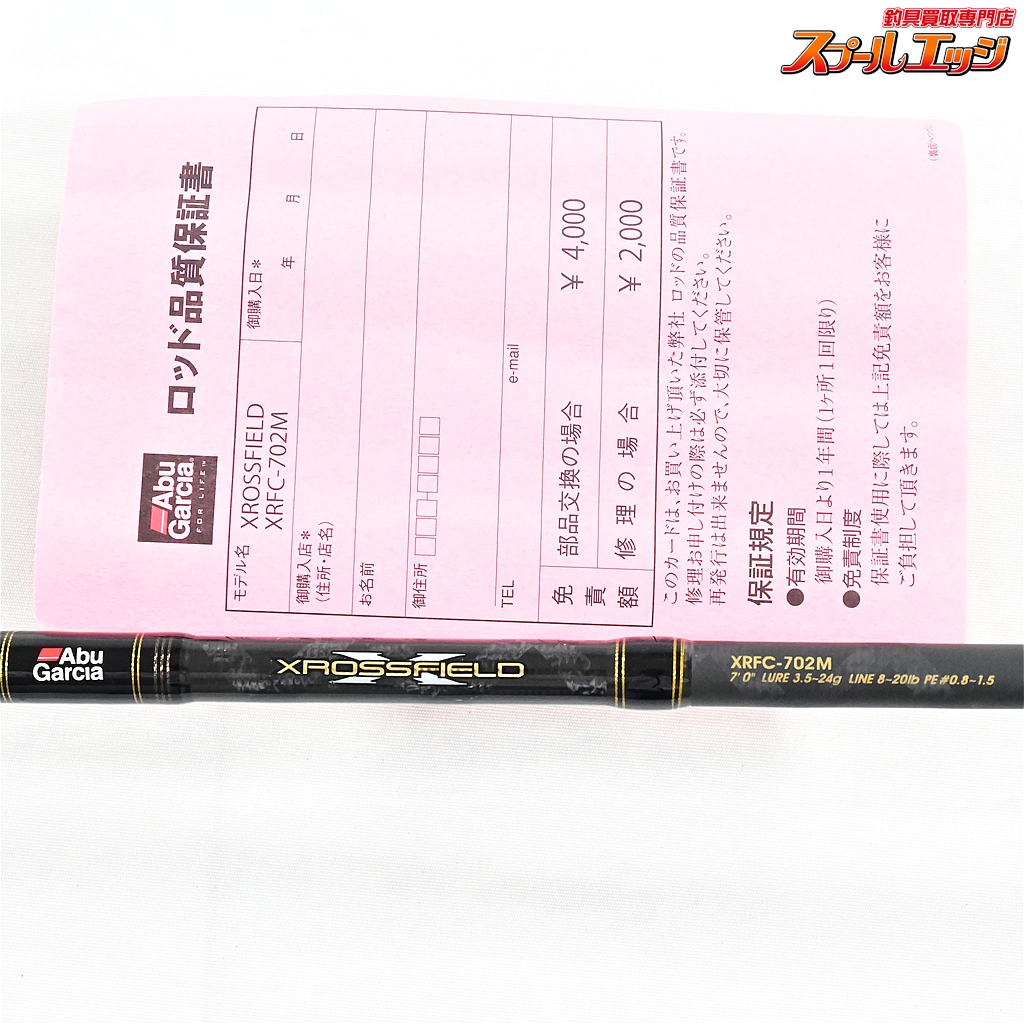 釣具買取専門店
スプールエッジ
Abu
Garcia
FOR LIFE™
ロッド品質保証書
モデル名
XROSSFIELD
XRFC-702M
御購入日*
年 月 日
御購入店*
(住所・店名)
お名前
御住所 □□□-□□□□
TEL e-mail
免責額
部品交換の場合 ¥ 4,000
修理の場合 ¥ 2,000
このカードは、お買い上げ頂いた弊社 ロッドの品質保証書です。
修理お申し付けの際は必ず添付してください。
再発行は出来ませんので、大切に保管してください。
保証規定
●有効期間
御購入日より1年間(1ヶ所1回限り)
●免責制度
保証書使用に際しては上記免責額をお客様に
ご負担して頂きます。
Abu
Garcia
XROSSFIELD
XRFC-702M
7'0" LURE 3.5~24g LINE 8~20lb PE#0.8~1.5